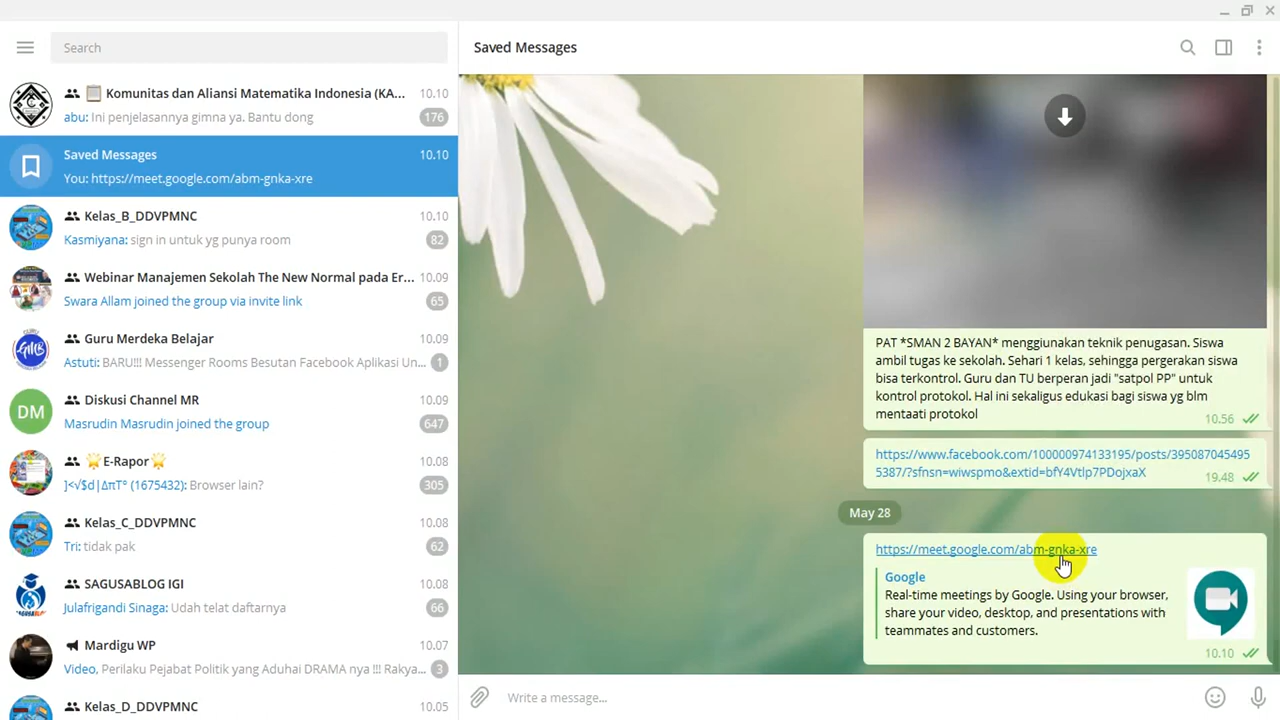 Search
Komunitas dan Aliansi Matematika Indonesia (KA...
10.10
abu: Ini penjelasannya gimna ya. Bantu dong
176
Saved Messages
10.10
You: https://meet.google.com/abm-gnka-xre
Kelas_B_DDVPMNC
10.10
Kasmiyana: sign in untuk yg punya room
82
Webinar Manajemen Sekolah The New Normal pada Er...
10.09
Swara Allam joined the group via invite link
65
Guru Merdeka Belajar
10.09
Astuti: BARU!!! Messenger Rooms Besutan Facebook Aplikasi Un...
1
GMB
DM
Diskusi Channel MR
10.09
Masrudin Masrudin joined the group
647
E-Rapor
10.08
]<√$d|ΔπT° (1675432): Browser lain?
305
Kelas_C_DDVPMNC
10.08
Tri: tidak pak
62
SAGUSABLOG IGI
10.08
Julafrigandi Sinaga: Udah telat daftarnya
66
Mardigu WP
10.07
Video, Perilaku Pejabat Politik yang Aduhai DRAMA nya !!! Rakya...
3
Kelas_D_DDVPMNC
10.05
Saved Messages
PAT *SMAN 2 BAYAN* menggiunakan teknik penugasan. Siswa
ambil tugas ke sekolah. Sehari 1 kelas, sehingga pergerakan siswa
bisa terkontrol. Guru dan TU berperan jadi "satpol PP" untuk
kontrol protokol. Hal ini sekaligus edukasi bagi siswa yg blm
mentaati protokol
10.56
https://www.facebook.com/100000974133195/posts/395087045495
5387/?sfnsn=wiwspmo&extid=bfY4Vtlp7PDojxaX
19.48
May 28
https://meet.google.com/abm-gnka-xre
Google
Real-time meetings by Google. Using your browser,
share your video, desktop, and presentations with
teammates and customers.
10.10
Write a message...